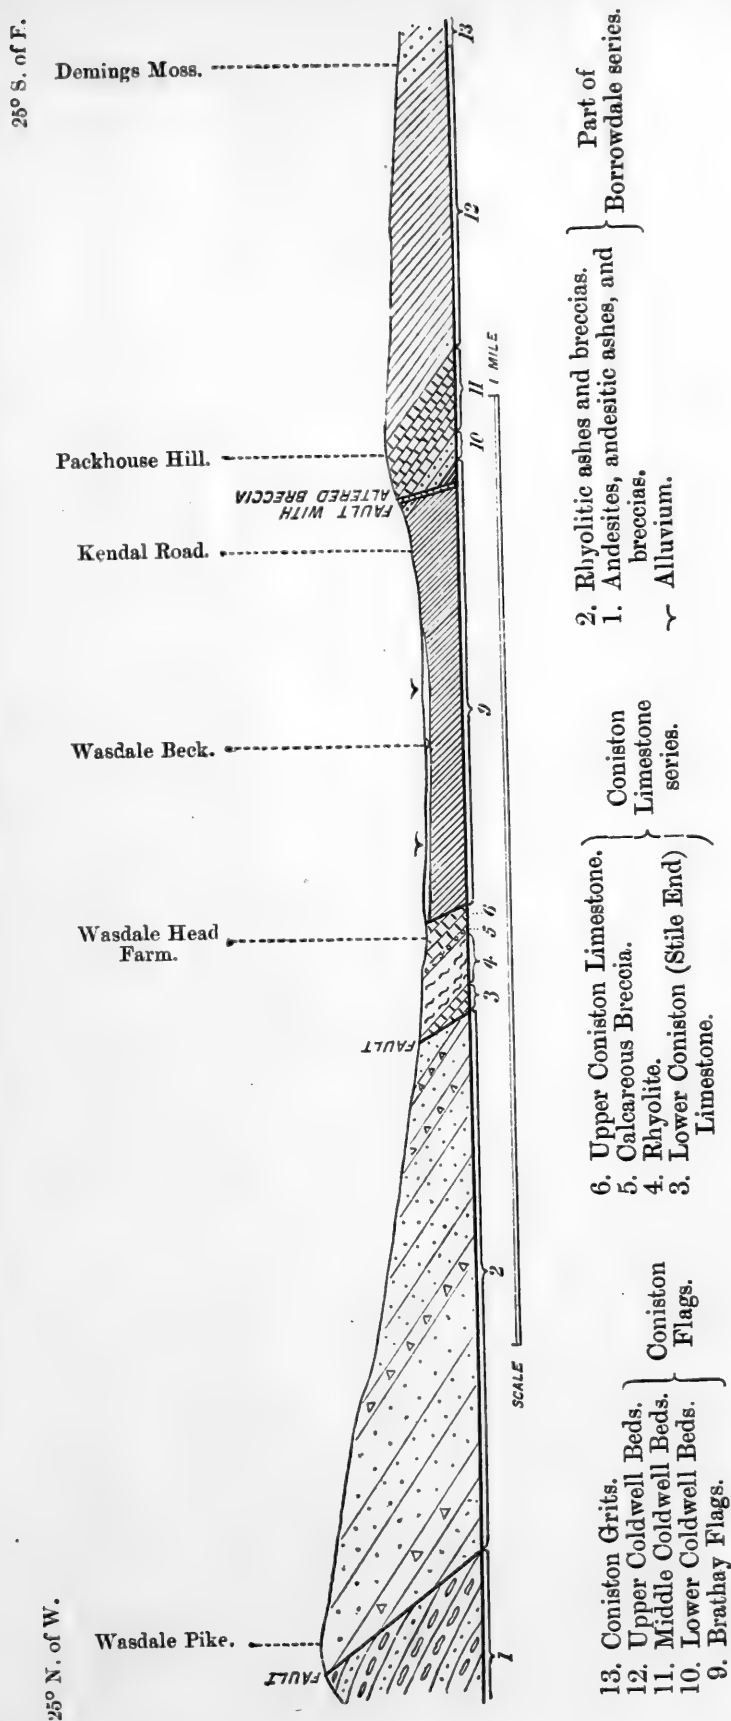 25° N. of W.
25° S. of E.
Wasdale Pike.
Wasdale Head
Farm.
Wasdale Beck.
Kendal Road.
Packhouse Hill.
Demings Moss.
FAULT
FAULT
FAULT WITH
ALTERED BRECCIA
1
2
3
4
5
6
9
10
11
12
13
SCALE
1 MILE
13. Coniston Grits.
12. Upper Coldwell Beds.
11. Middle Coldwell Beds.
10. Lower Coldwell Beds.
9. Brathay Flags.
Coniston
Flags.
6. Upper Coniston Limestone.
5. Calcareous Breccia.
4. Rhyolite.
3. Lower Coniston (Stile End)
Limestone.
Coniston
Limestone
series.
2. Rhyolitic ashes and breccias.
1. Andesites, andesitic ashes, and
breccias.
Alluvium.
Part of
Borrowdale series.